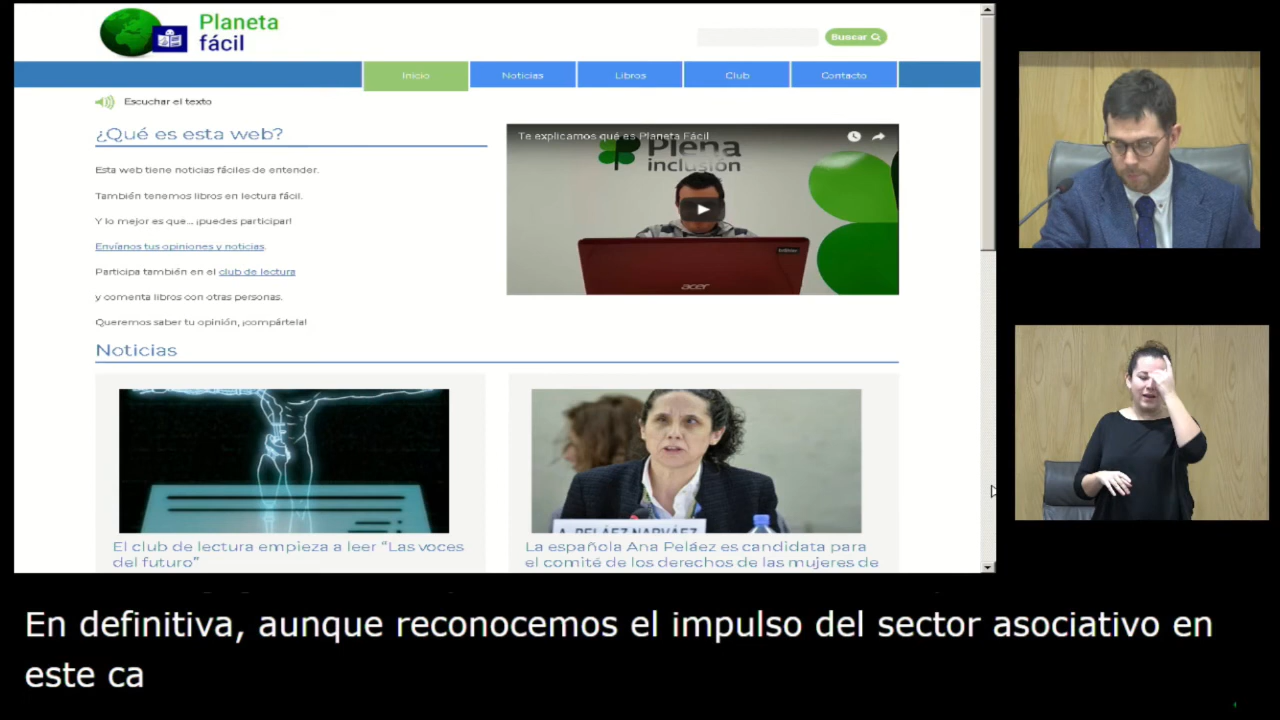 Planeta
fácil
Buscar
Inicio
Noticias
Libros
Club
Contacto
Escuchar el texto
¿Qué es esta web?
Esta web tiene noticias fáciles de entender.
También tenemos libros en lectura fácil.
Y lo mejor es que... ¡puedes participar!
Envíanos tus opiniones y noticias.
Participa también en el club de lectura
y comenta libros con otras personas.
Queremos saber tu opinión, ¡compártela!
Te explicamos qué es Planeta Fácil
Plena
inclusión
acer
Noticias
A. PELÁEZ NARVÁEZ
El club de lectura empieza a leer “Las voces
del futuro”
La española Ana Peláez es candidata para
el comité de los derechos de las mujeres de
En definitiva, aunque reconocemos el impulso del sector asociativo en
este ca